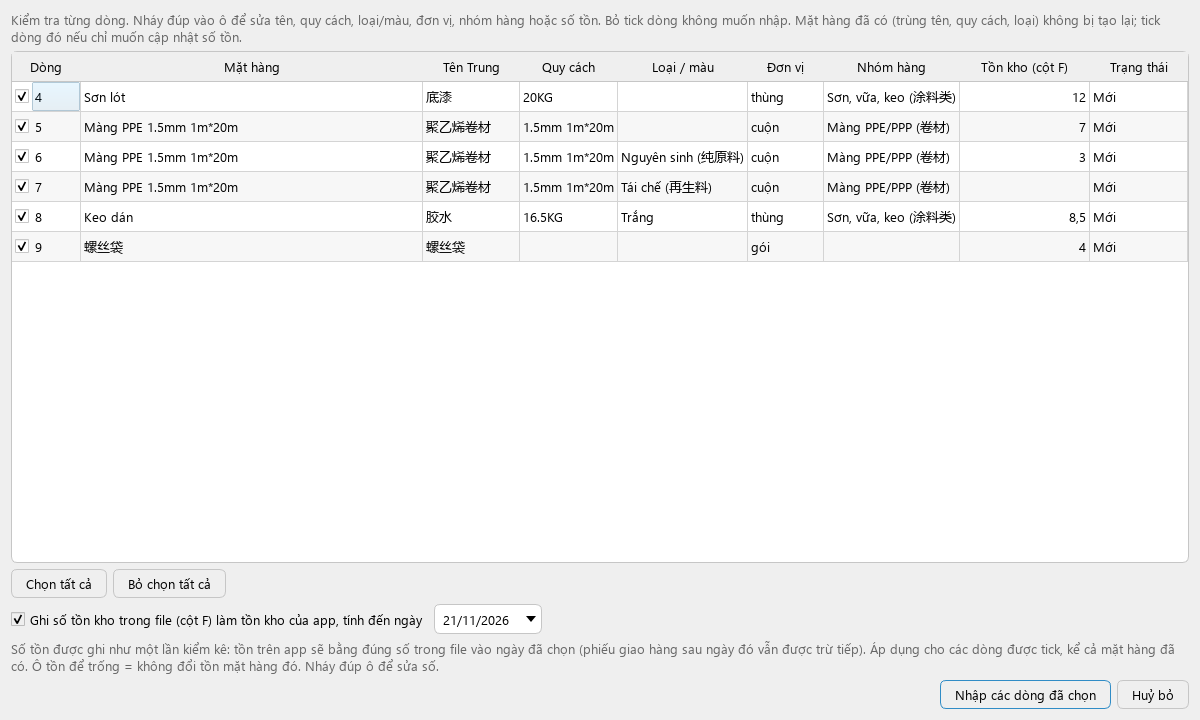 Kiểm tra từng dòng. Nháy đúp vào ô để sửa tên, quy cách, loại/màu, đơn vị, nhóm hàng hoặc số tồn. Bỏ tick dòng không muốn nhập. Mặt hàng đã có (trùng tên, quy cách, loại) không bị tạo lại; tick
dòng đó nếu chỉ muốn cập nhật số tồn.
Dòng Mặt hàng Tên Trung Quy cách Loại / màu Đơn vị Nhóm hàng Tồn kho (cột F) Trạng thái
4 Sơn lót 底漆 20KG thùng Sơn, vữa, keo (涂料类) 12 Mới
5 Màng PPE 1.5mm 1m*20m 聚乙烯卷材 1.5mm 1m*20m cuộn Màng PPE/PPP (卷材) 7 Mới
6 Màng PPE 1.5mm 1m*20m 聚乙烯卷材 1.5mm 1m*20m Nguyên sinh (纯原料) cuộn Màng PPE/PPP (卷材) 3 Mới
7 Màng PPE 1.5mm 1m*20m 聚乙烯卷材 1.5mm 1m*20m Tái chế (再生料) cuộn Màng PPE/PPP (卷材) Mới
8 Keo dán 胶水 16.5KG Trắng thùng Sơn, vữa, keo (涂料类) 8,5 Mới
9 螺丝袋 螺丝袋 gói 4 Mới
Chọn tất cả Bỏ chọn tất cả
Ghi số tồn kho trong file (cột F) làm tồn kho của app, tính đến ngày 21/11/2026
Số tồn được ghi như một lần kiểm kê: tồn trên app sẽ bằng đúng số trong file vào ngày đã chọn (phiếu giao hàng sau ngày đó vẫn được trừ tiếp). Áp dụng cho các dòng được tick, kể cả mặt hàng đã
có. Ô tồn để trống = không đổi tồn mặt hàng đó. Nháy đúp ô để sửa số.
Nhập các dòng đã chọn Huỷ bỏ